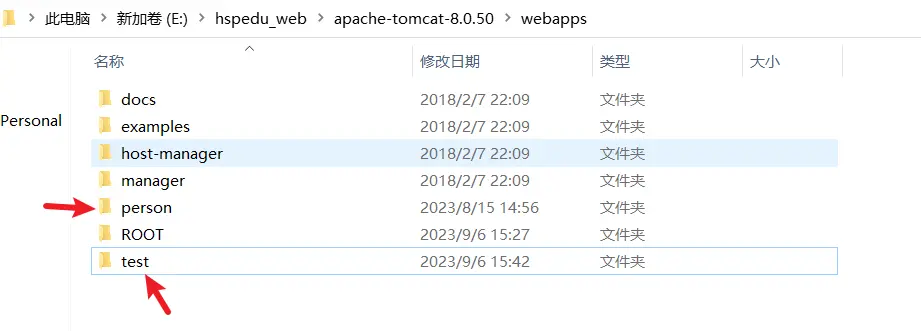 此电脑 > 新加卷 (E:) > hspedu_web > apache-tomcat-8.0.50 > webapps
名称 修改日期 类型 大小
docs 2018/2/7 22:09 文件夹
Personal
examples 2018/2/7 22:09 文件夹
host-manager 2018/2/7 22:09 文件夹
manager 2018/2/7 22:09 文件夹
person 2023/8/15 14:56 文件夹
ROOT 2023/9/6 15:27 文件夹
test 2023/9/6 15:42 文件夹